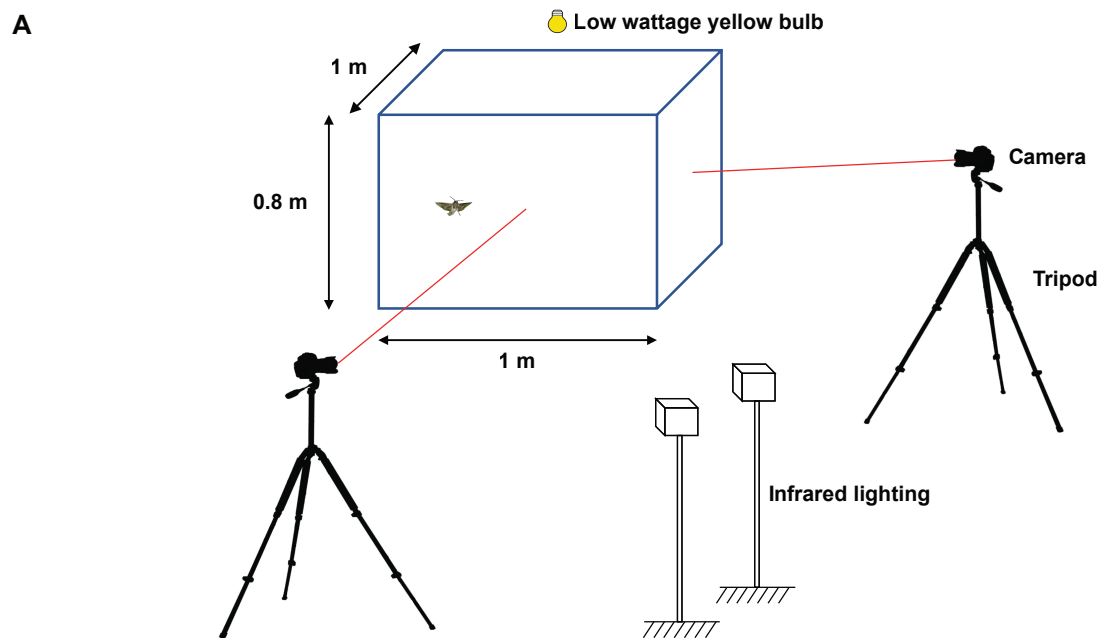 A
Low wattage yellow bulb
1 m
Camera
0.8 m
Tripod
1 m
Infrared lighting